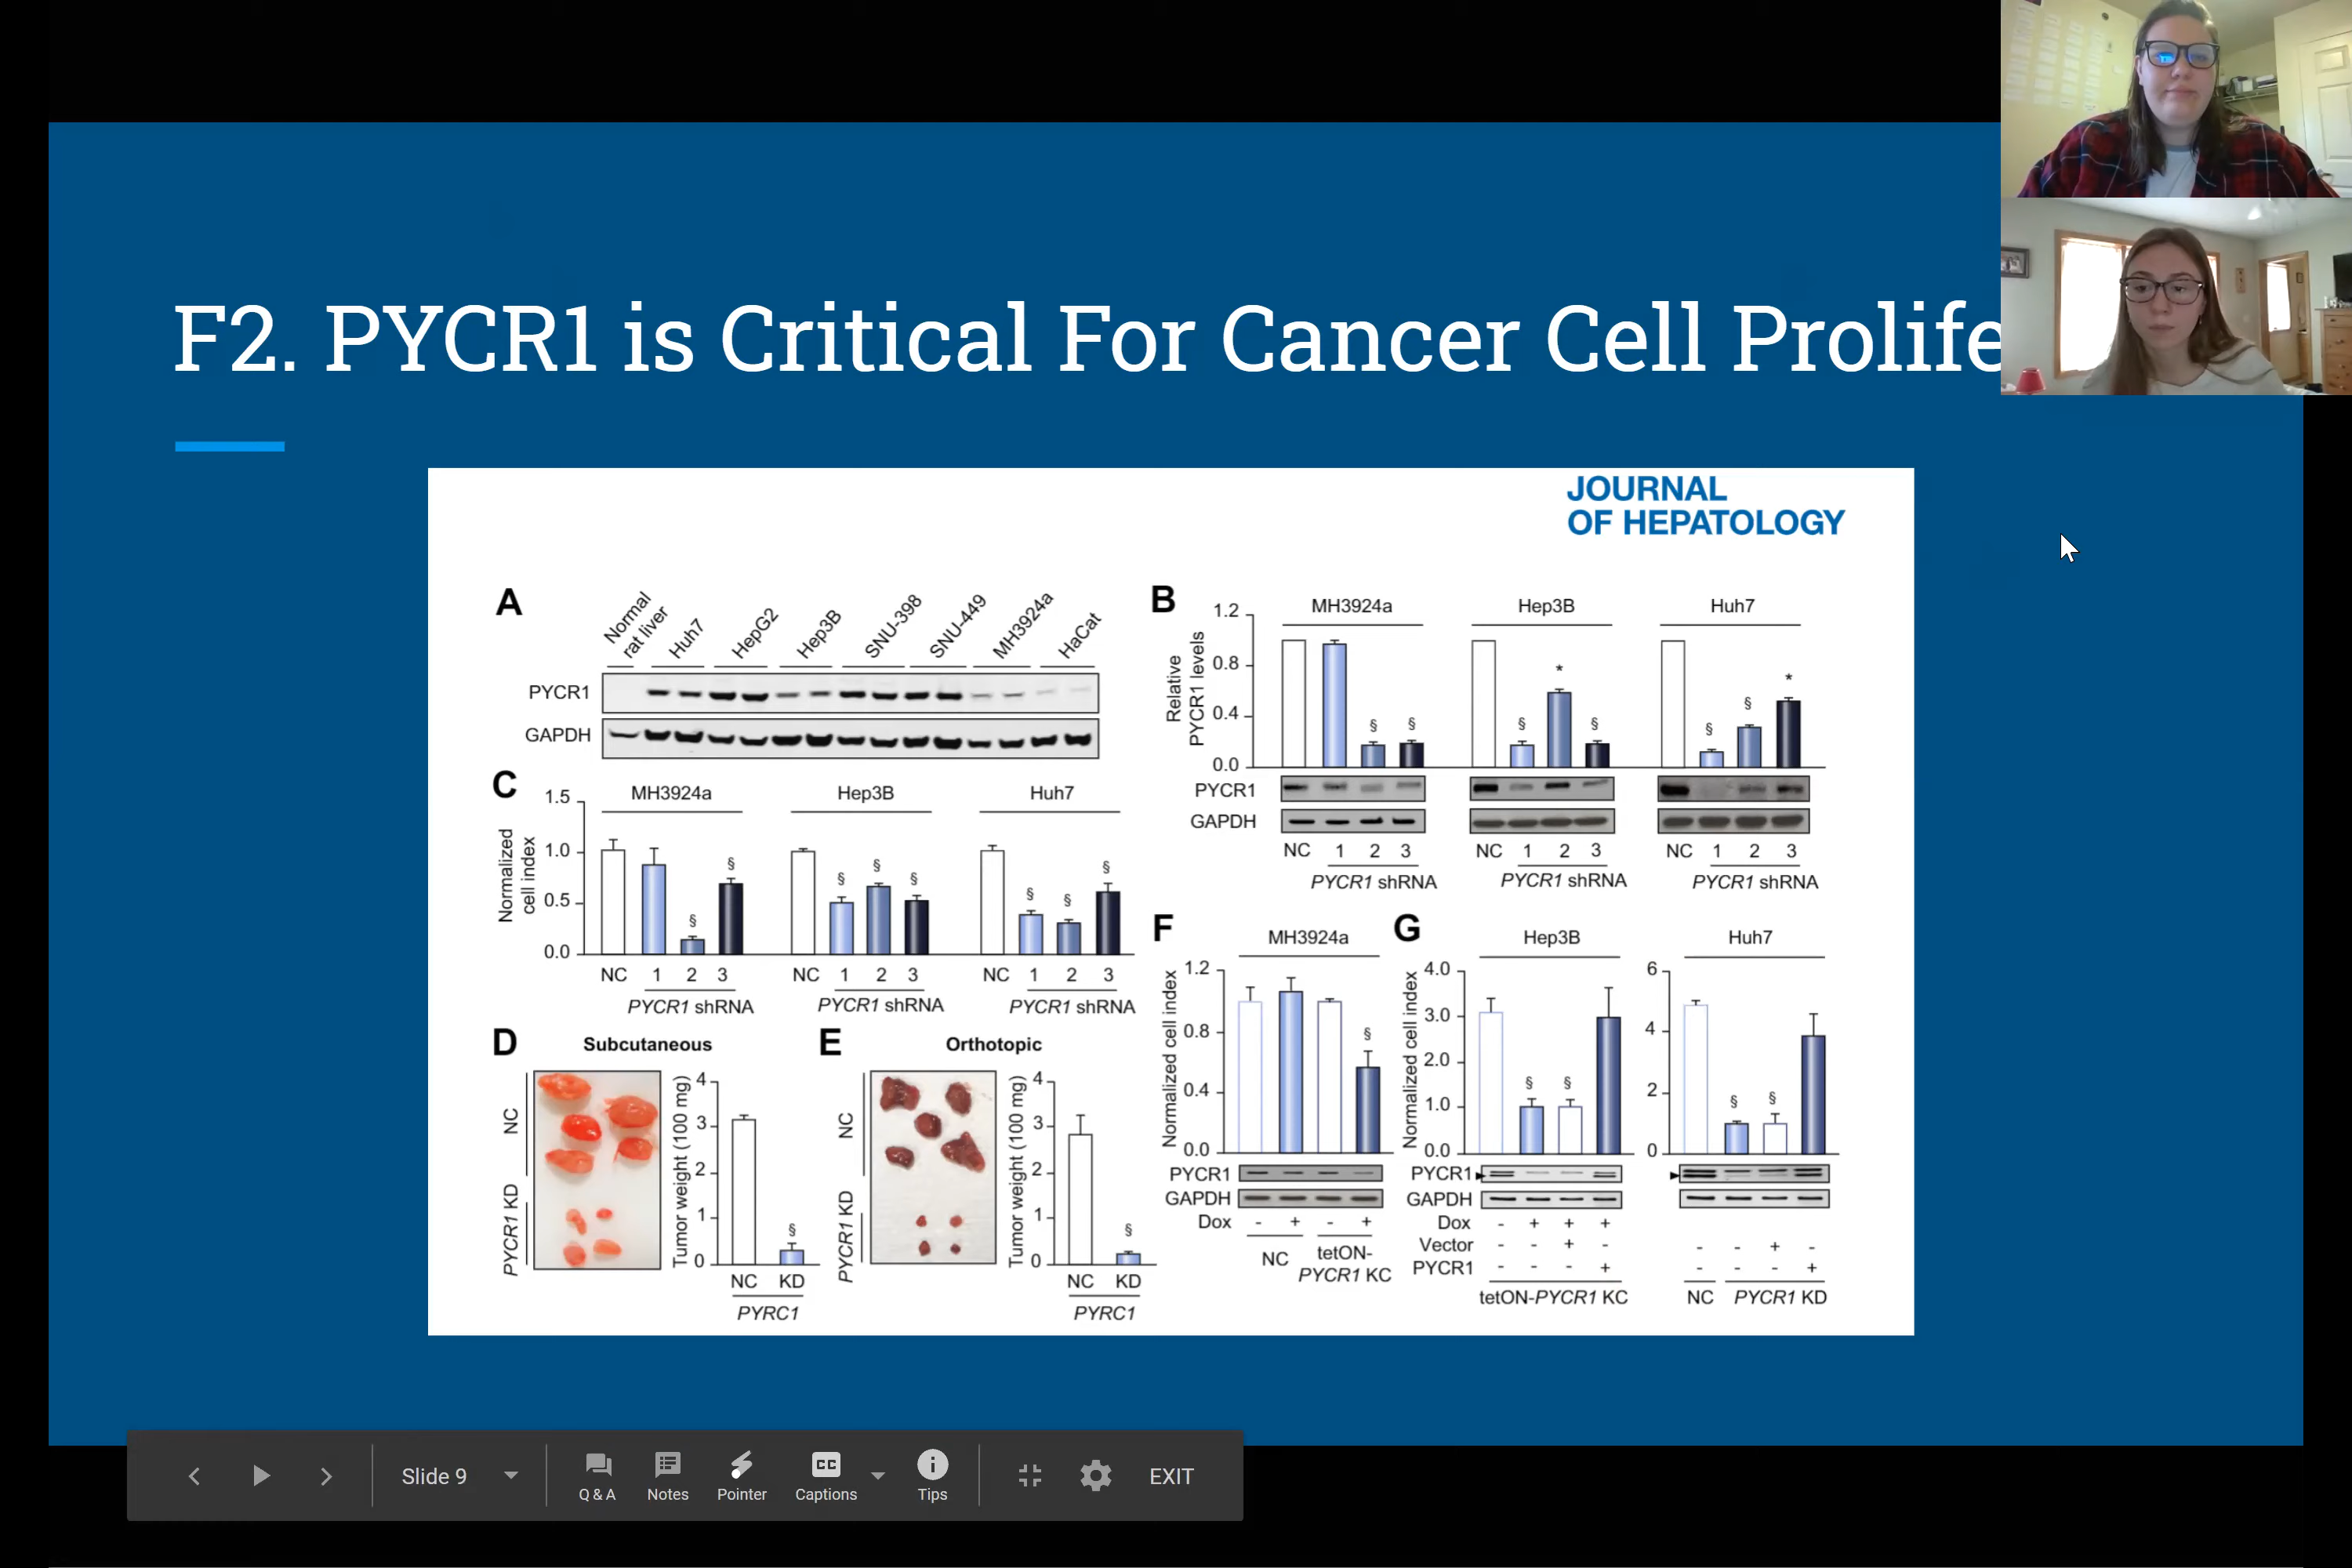 F2. PYCR1 is Critical For Cancer Cell Prolife
JOURNAL
OF HEPATOLOGY
A
Normal
rat liver
Huh7
HepG2
Hep3B
SNU-398
SNU-449
MH3924a
HaCat
PYCR1
GAPDH
B
MH3924a
Hep3B
Huh7
Relative
PYCR1 levels
1.2
0.8
0.4
0.0
§ § § * § § § *
PYCR1
GAPDH
NC 1 2 3 NC 1 2 3 NC 1 2 3
PYCR1 shRNA PYCR1 shRNA PYCR1 shRNA
C
MH3924a
Hep3B
Huh7
Normalized
cell index
1.5
1.0
0.5
0.0
§ § § § § § § §
NC 1 2 3 NC 1 2 3 NC 1 2 3
PYCR1 shRNA PYCR1 shRNA PYCR1 shRNA
D
Subcutaneous
NC
PYCR1 KD
Tumor weight (100 mg)
4
3
2
1
0
§
NC KD
PYRC1
E
Orthotopic
NC
PYCR1 KD
Tumor weight (100 mg)
4
3
2
1
0
§
NC KD
PYRC1
F
MH3924a
Normalized cell index
1.2
0.8
0.4
0.0
§
PYCR1
GAPDH
Dox - + - +
NC
tetON-
PYCR1 KC
G
Hep3B
Huh7
Normalized cell index
4.0
3.0
2.0
1.0
0.0
§ §
6
4
2
0
§ §
PYCR1
GAPDH
Dox - + + +
Vector - - + - - - + -
PYCR1 - - - + - - - +
tetON-PYCR1 KC NC PYCR1 KD
Slide 9
Q & A
Notes
Pointer
CC
Captions
Tips
EXIT